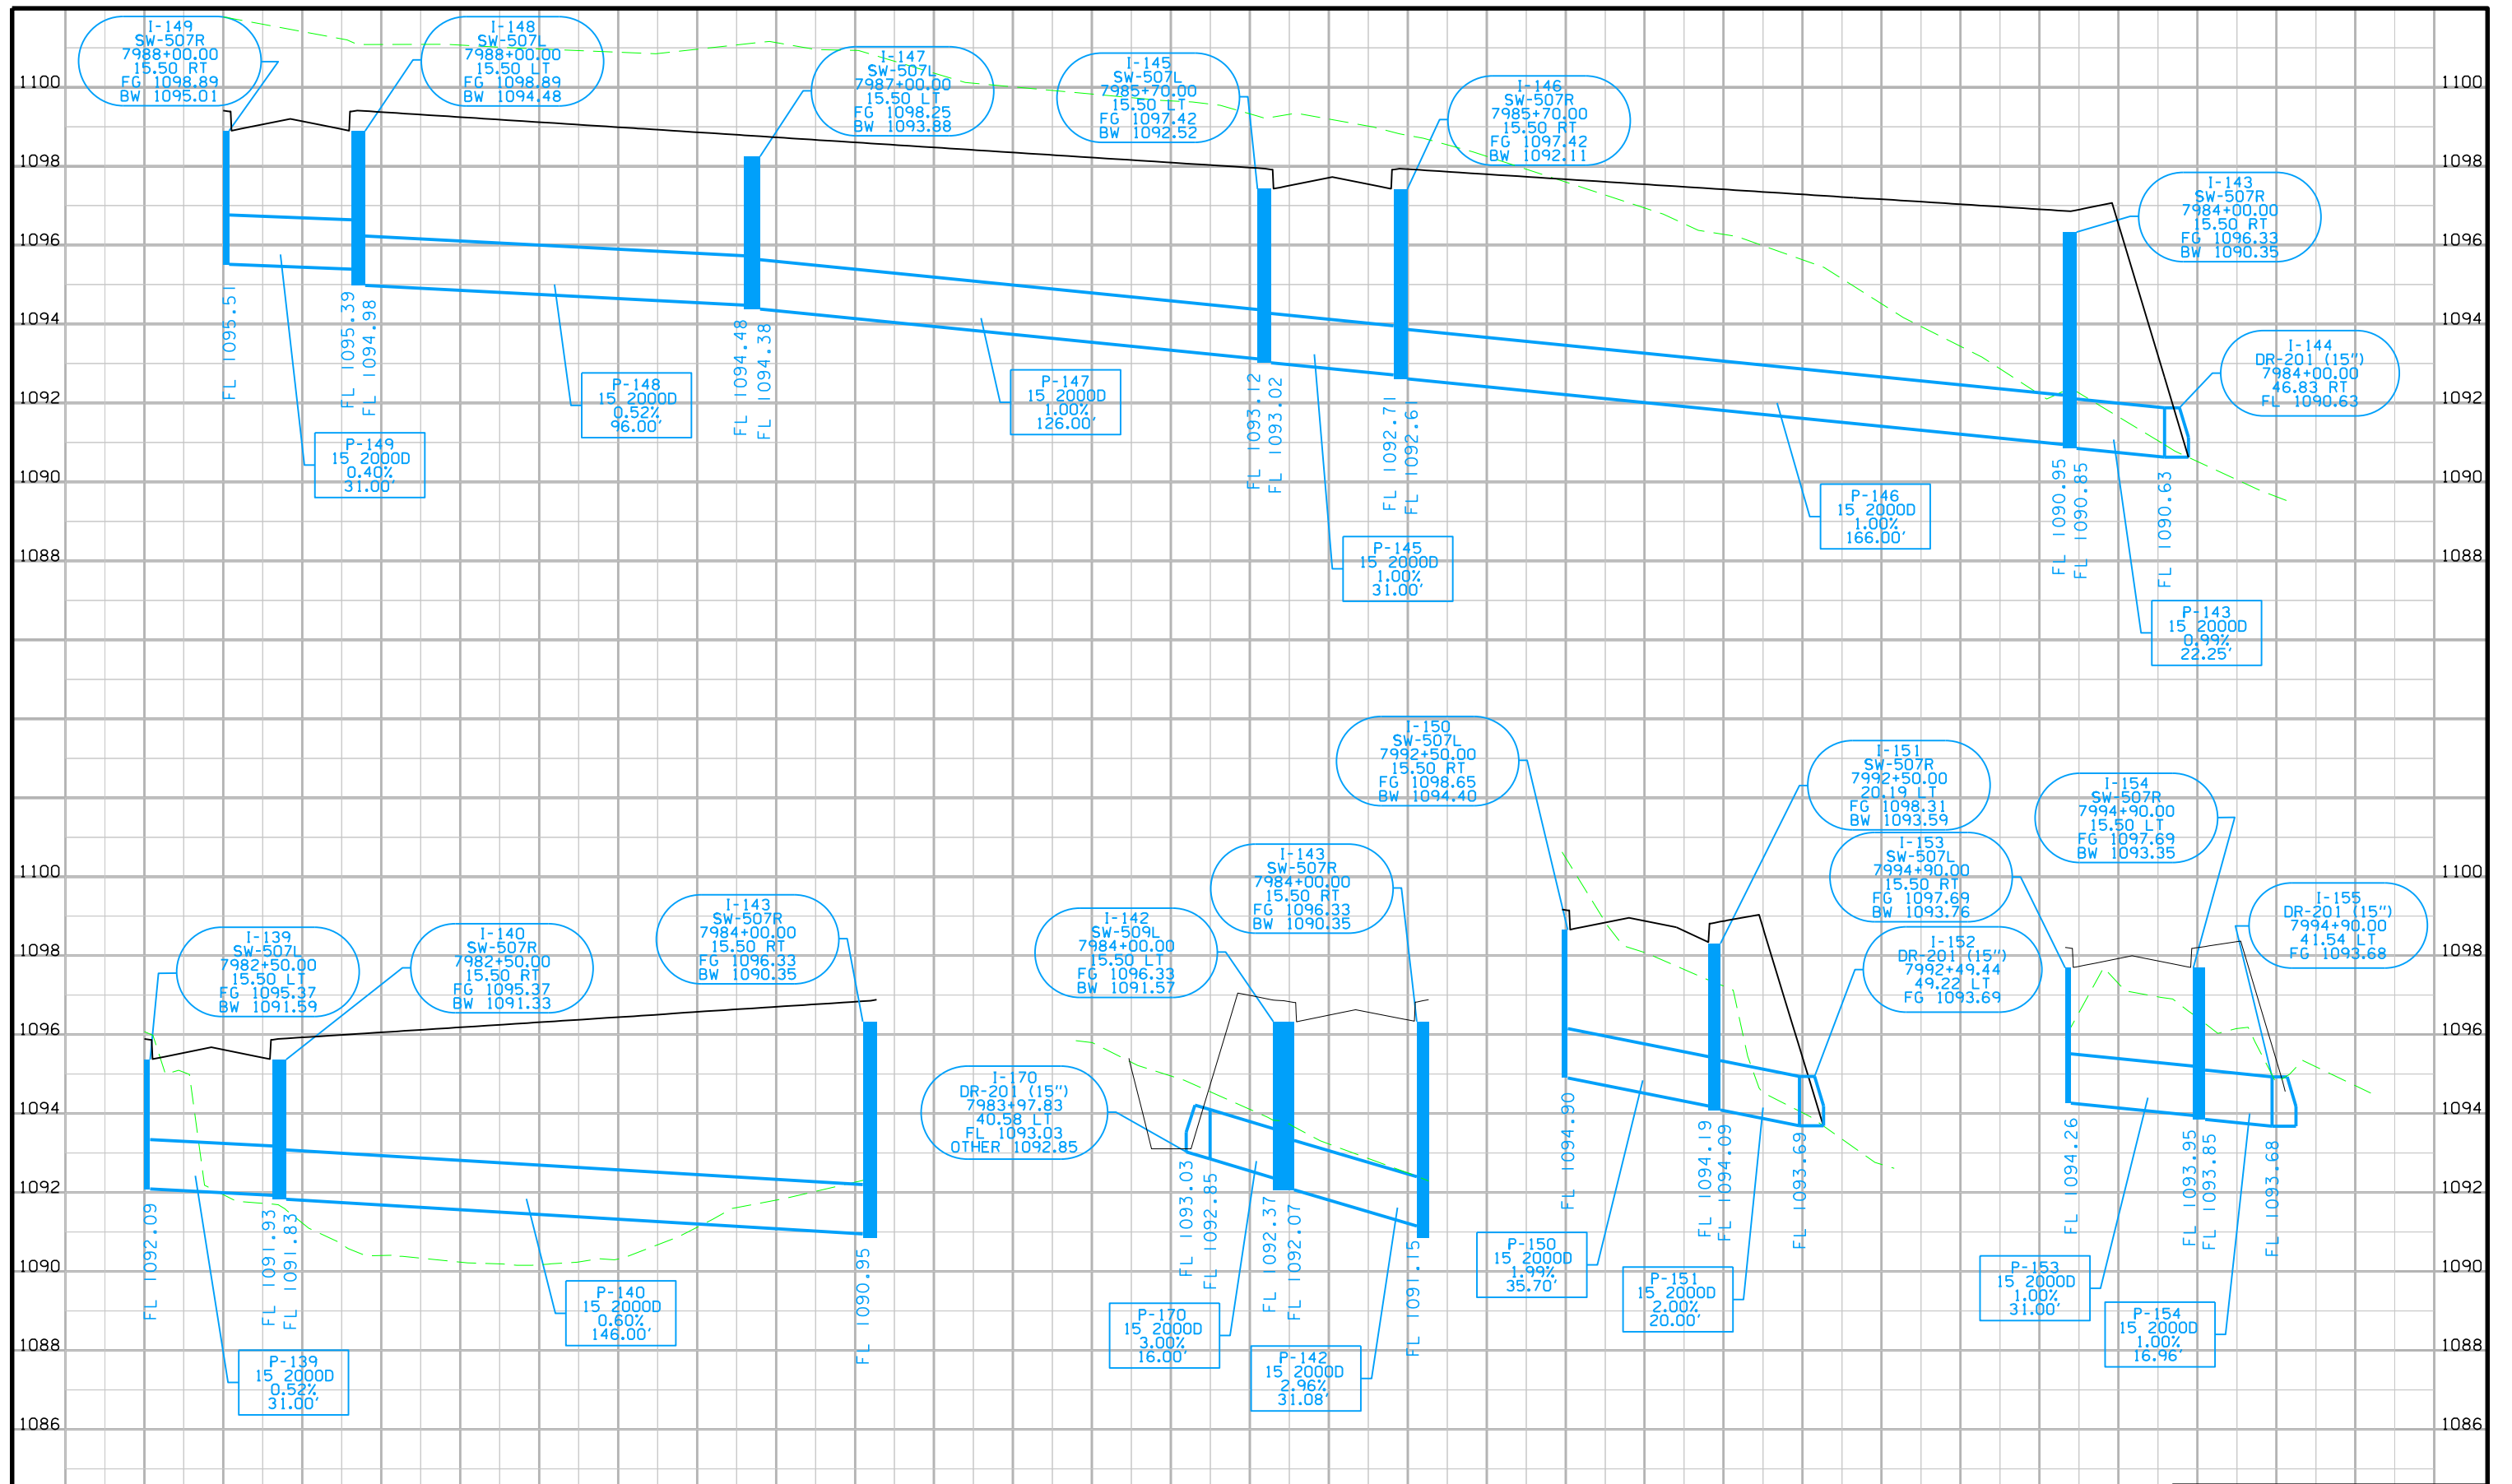 I-149
SW-507R
7988+00.00
15.50 RT
FG 1098.89
BW 1095.01
I-148
SW-507L
7988+00.00
15.50 LT
FG 1098.89
BW 1094.48
I-147
SW-507L
7987+00.00
15.50 LT
FG 1098.25
BW 1093.88
I-145
SW-507L
7985+70.00
15.50 LT
FG 1097.42
BW 1092.52
I-146
SW-507R
7985+70.00
15.50 RT
FG 1097.42
BW 1092.11
I-143
SW-507R
7984+00.00
15.50 RT
FG 1096.33
BW 1090.35
I-144
DR-201 (15")
7984+00.00
46.83 RT
FL 1090.63
1100
1098
1096
1094
1092
1090
1088
1100
1098
1096
1094
1092
1090
1088
FL 1095.51
FL 1095.39
FL 1094.98
FL 1094.48
FL 1094.38
FL 1093.12
FL 1093.02
FL 1092.71
FL 1092.61
FL 1090.95
FL 1090.85
FL 1090.63
P-149
15 2000D
0.40%
31.00'
P-148
15 2000D
0.52%
96.00'
P-147
15 2000D
1.00%
126.00'
P-145
15 2000D
1.00%
31.00'
P-146
15 2000D
1.00%
166.00'
P-143
15 2000D
0.99%
22.25'
I-139
SW-507L
7982+50.00
15.50 LT
FG 1095.37
BW 1091.59
I-140
SW-507R
7982+50.00
15.50 RT
FG 1095.37
BW 1091.33
I-143
SW-507R
7984+00.00
15.50 RT
FG 1096.33
BW 1090.35
I-170
DR-201 (15")
7983+97.83
40.58 LT
FL 1093.03
OTHER 1092.85
I-142
SW-509L
7984+00.00
15.50 LT
FG 1096.33
BW 1091.57
I-143
SW-507R
7984+00.00
15.50 RT
FG 1096.33
BW 1090.35
I-150
SW-507L
7992+50.00
15.50 RT
FG 1098.65
BW 1094.40
I-151
SW-507R
7992+50.00
20.19 LT
FG 1098.31
BW 1093.59
I-152
DR-201 (15")
7992+49.44
49.22 LT
FG 1093.69
I-153
SW-507L
7994+90.00
15.50 RT
FG 1097.69
BW 1093.76
I-154
SW-507R
7994+90.00
15.50 LT
FG 1097.69
BW 1093.35
I-155
DR-201 (15")
7994+90.00
41.54 LT
FG 1093.68
1100
1098
1096
1094
1092
1090
1088
1086
1100
1098
1096
1094
1092
1090
1088
1086
FL 1092.09
FL 1091.93
FL 1091.83
FL 1090.95
FL 1093.03
FL 1092.85
FL 1092.37
FL 1092.07
FL 1091.15
FL 1094.90
FL 1094.19
FL 1094.09
FL 1093.69
FL 1094.26
FL 1093.95
FL 1093.85
FL 1093.68
P-139
15 2000D
0.52%
31.00'
P-140
15 2000D
0.60%
146.00'
P-170
15 2000D
3.00%
16.00'
P-142
15 2000D
2.96%
31.08'
P-150
15 2000D
1.99%
35.70'
P-151
15 2000D
2.00%
20.00'
P-153
15 2000D
1.00%
31.00'
P-154
15 2000D
1.00%
16.96'